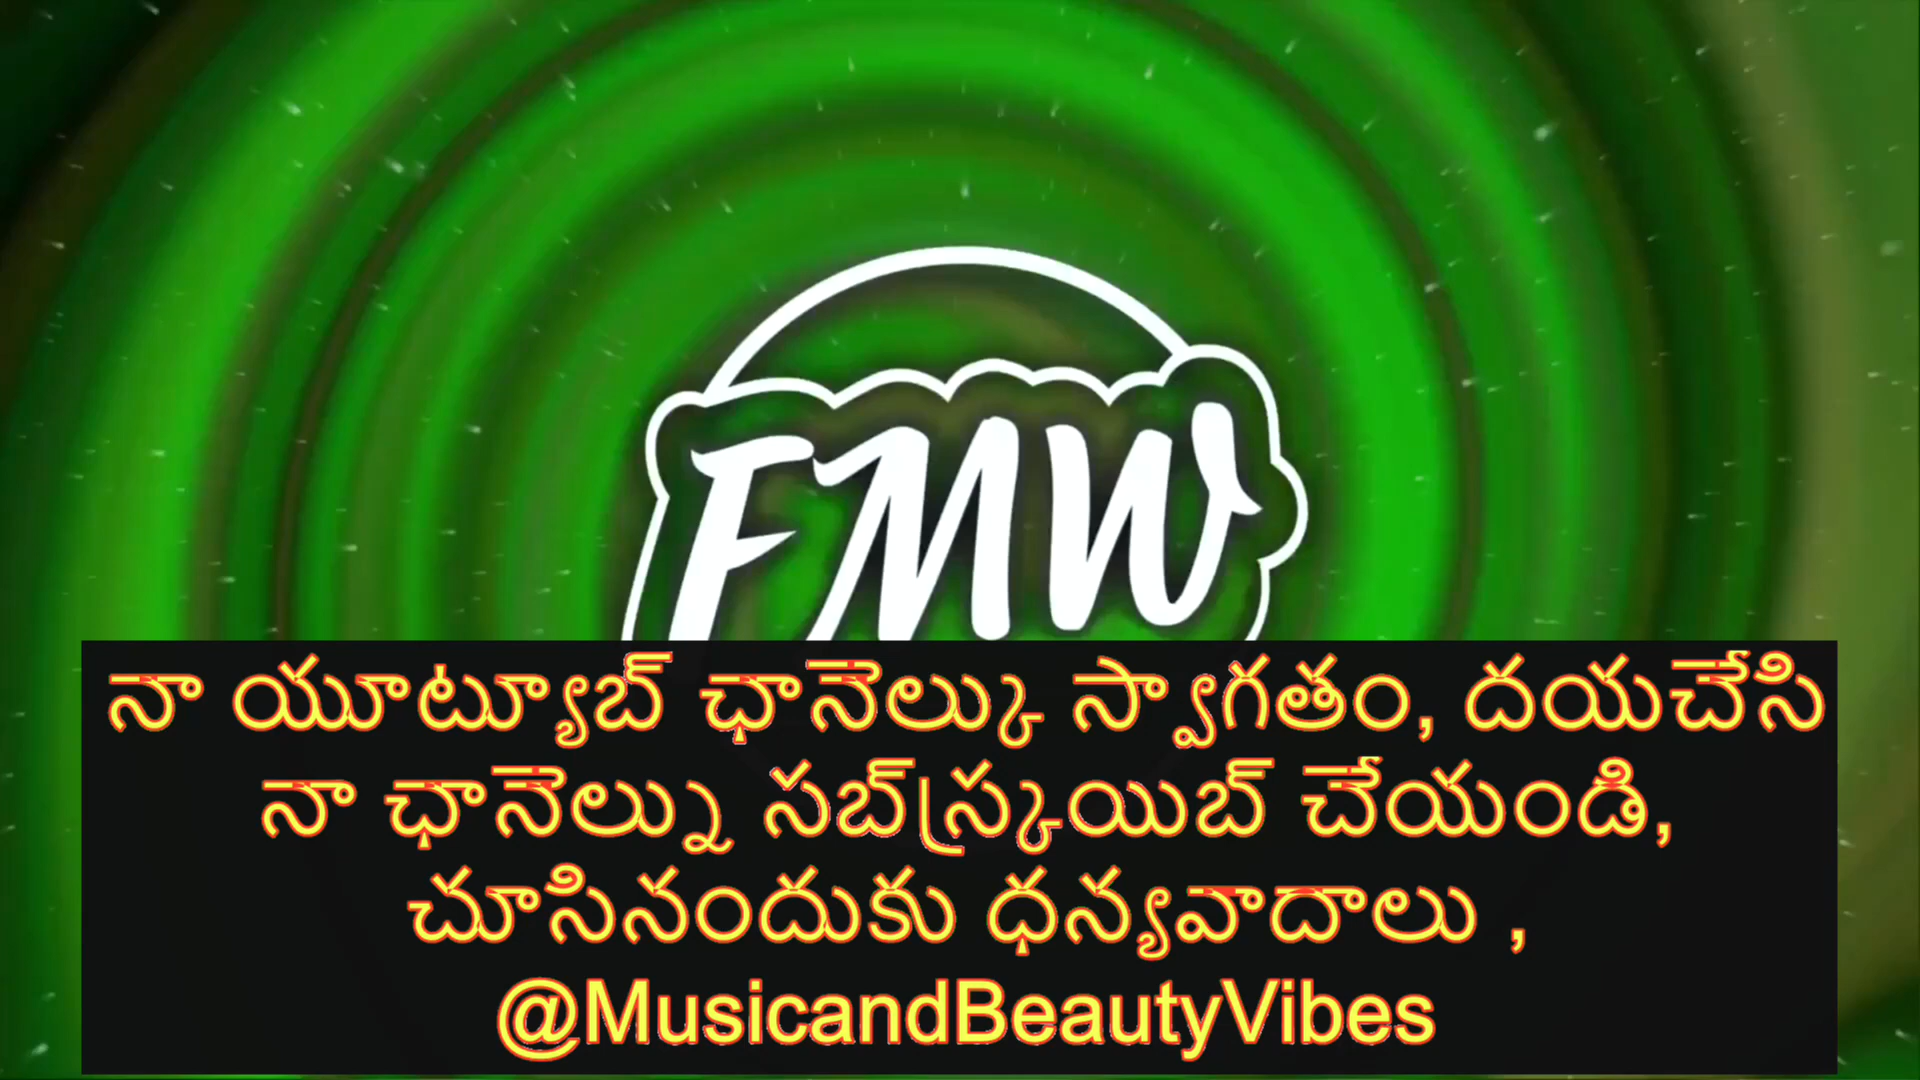 FMW
నా యూట్యూబ్ ఛానెల్కు స్వాగతం, దయచేసి
నా ఛానెల్ను సబ్‌స్క్రయిబ్ చేయండి,
చూసినందుకు ధన్యవాదాలు ,
@MusicandBeautyVibes